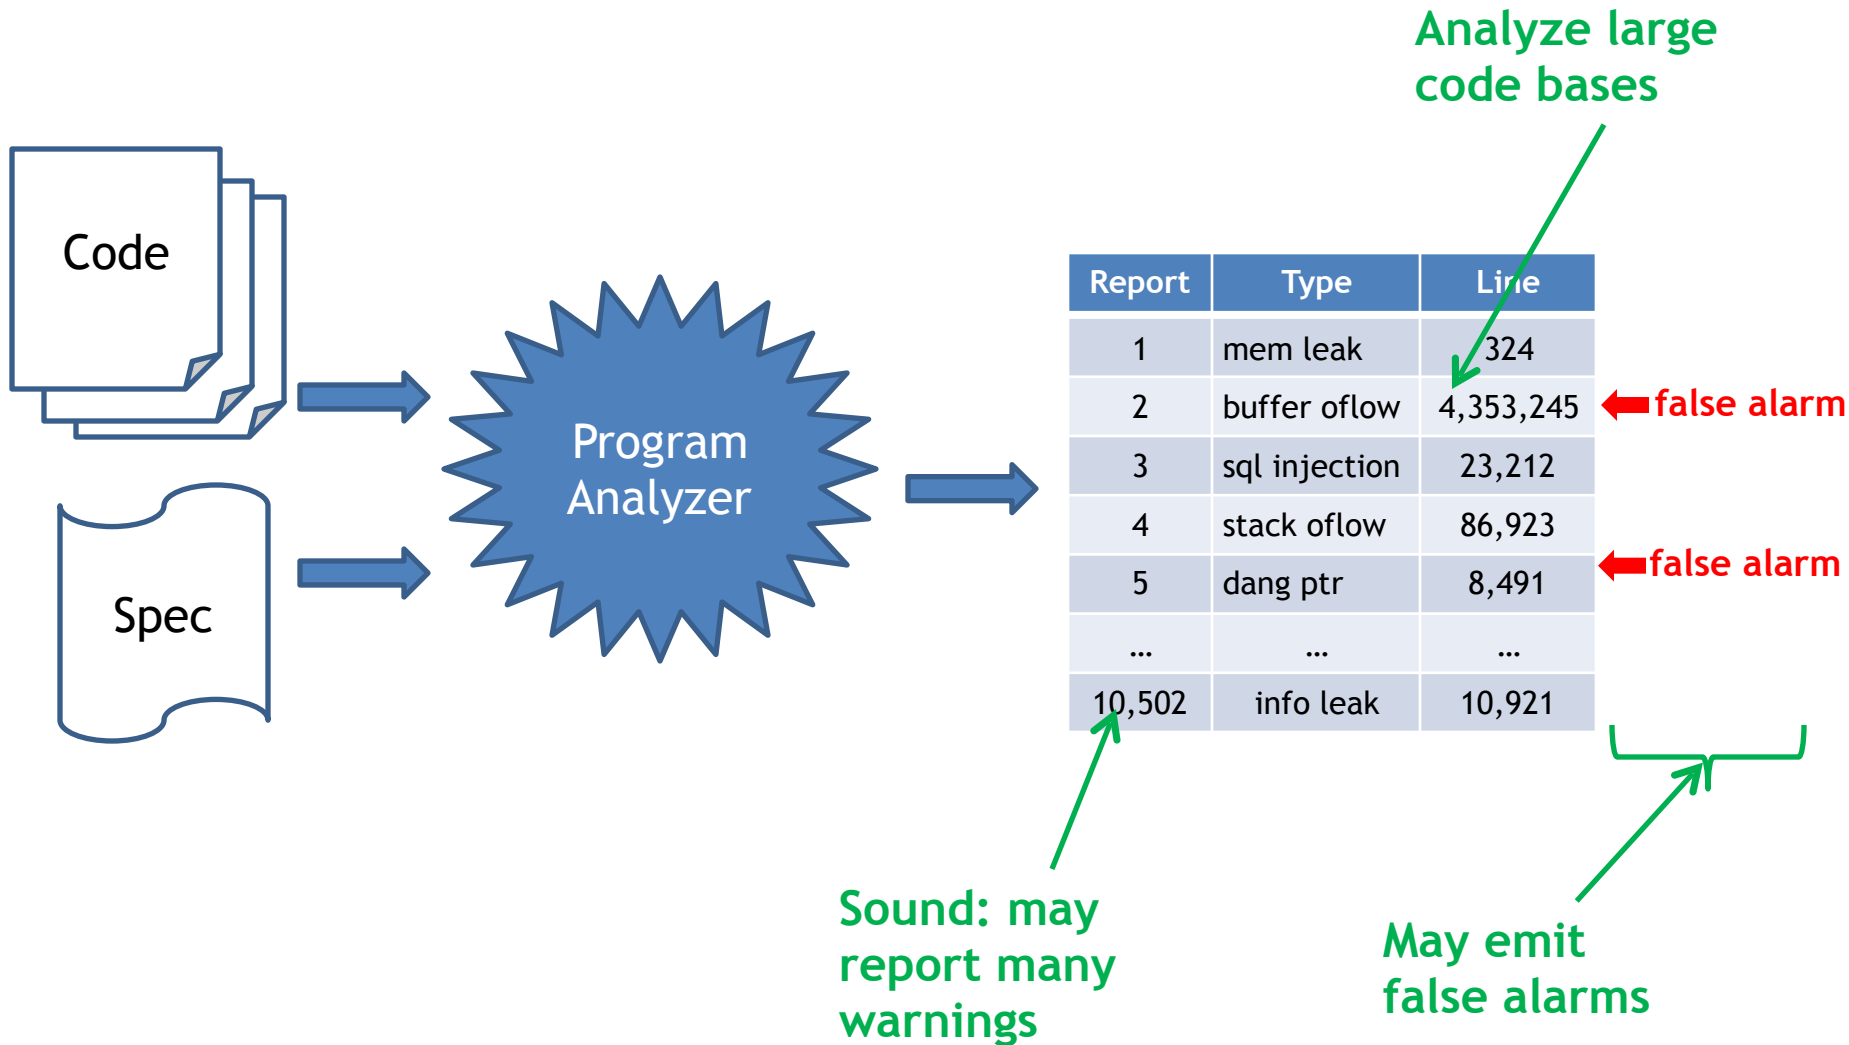 Analyze large
code bases
Code
Spec
Program
Analyzer
Report Type Line
1 mem leak 324
2 buffer oflow 4,353,245
3 sql injection 23,212
4 stack oflow 86,923
5 dang ptr 8,491
... ... ...
10,502 info leak 10,921
false alarm
false alarm
Sound: may
report many
warnings
May emit
false alarms